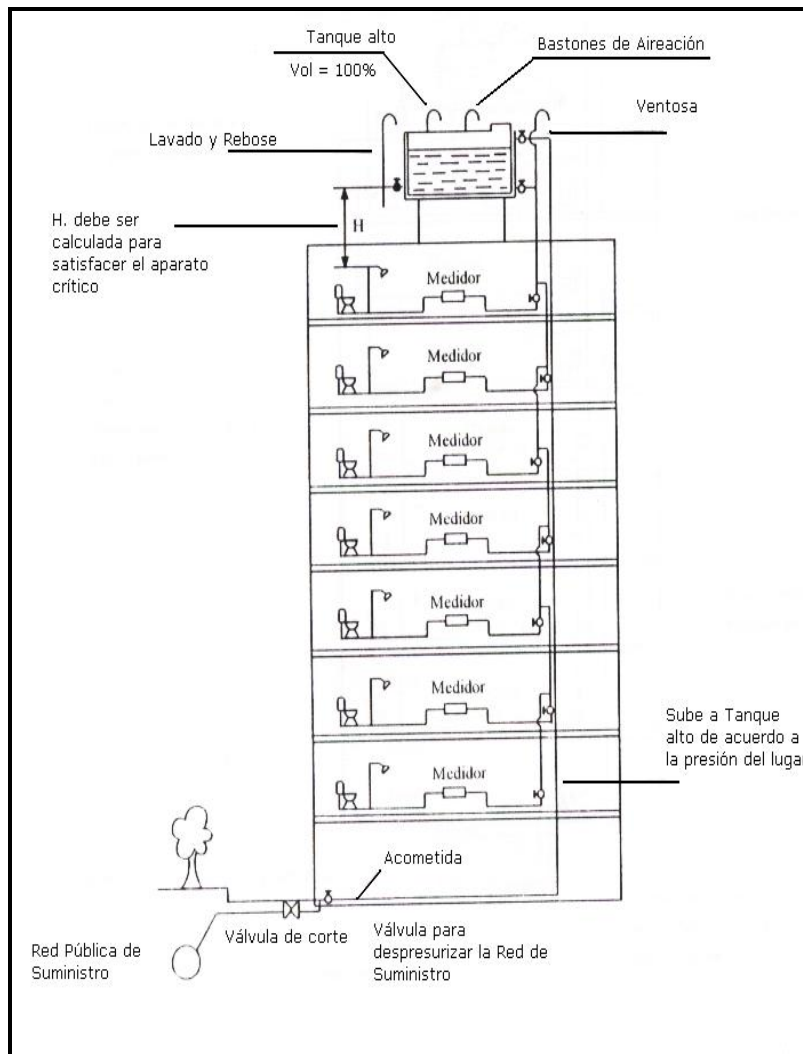 Tanque alto
Vol = 100%
Bastones de Aireación
Ventosa
Lavado y Rebose
H
H. debe ser
calculada para
satisfacer el aparato
crítico
Medidor
Medidor
Medidor
Medidor
Medidor
Medidor
Medidor
Sube a Tanque
alto de acuerdo a
la presión del lugar
Acometida
Red Pública de
Suministro
Válvula de corte
Válvula para
despresurizar la Red de
Suministro